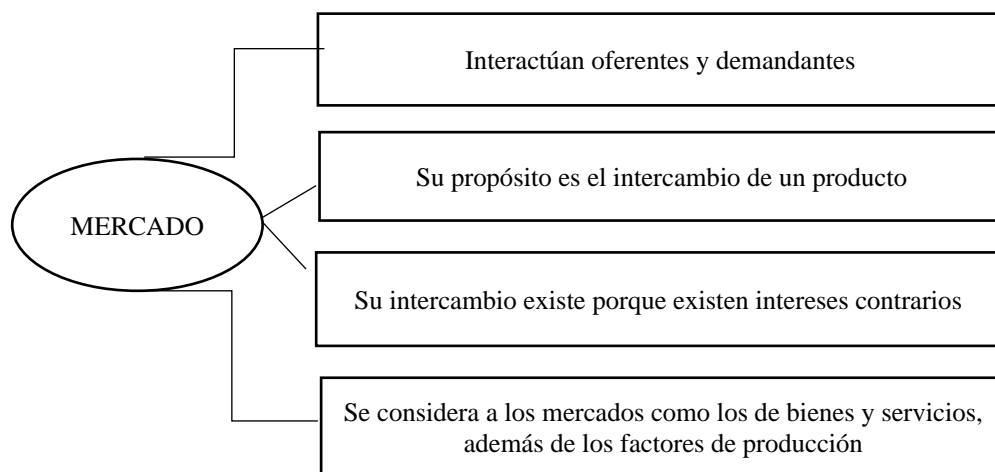 Interactúan oferentes y demandantes
Su propósito es el intercambio de un producto
MERCADO
Su intercambio existe porque existen intereses contrarios
Se considera a los mercados como los de bienes y servicios,
además de los factores de producción